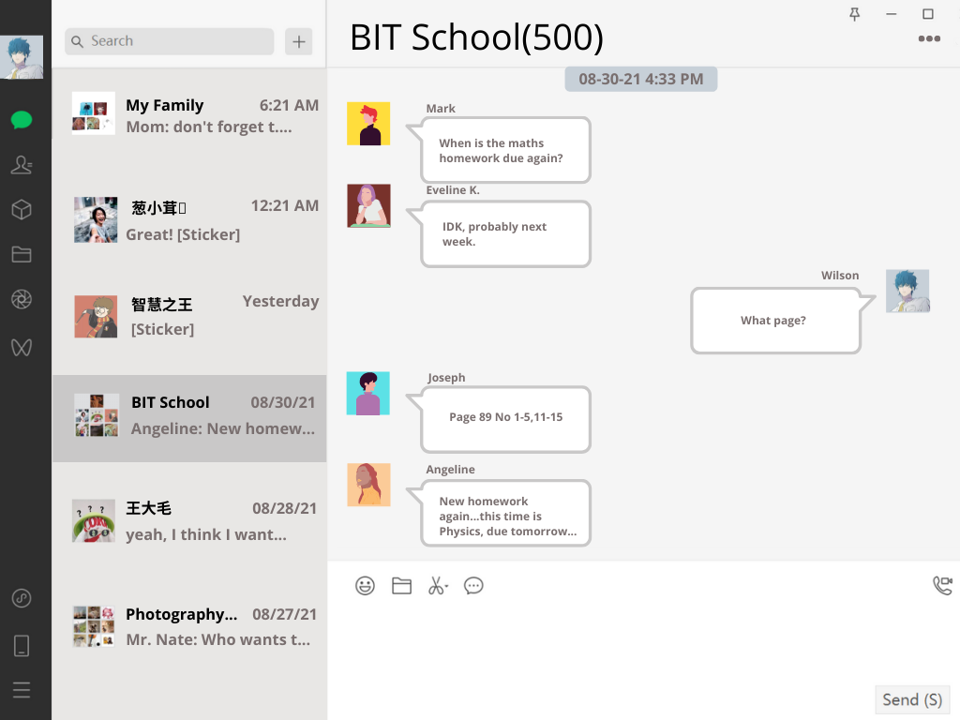 Search
My Family 6:21 AM
Mom: don't forget t....
葱小茸 12:21 AM
Great! [Sticker]
智慧之王 Yesterday
[Sticker]
BIT School 08/30/21
Angeline: New homew...
王大毛 08/28/21
yeah, I think I want...
Photography... 08/27/21
Mr. Nate: Who wants t...
BIT School(500)
08-30-21 4:33 PM
Mark
When is the maths
homework due again?
Eveline K.
IDK, probably next
week.
Wilson
What page?
Joseph
Page 89 No 1-5,11-15
Angeline
New homework
again...this time is
Physics, due tomorrow...
Send (S)